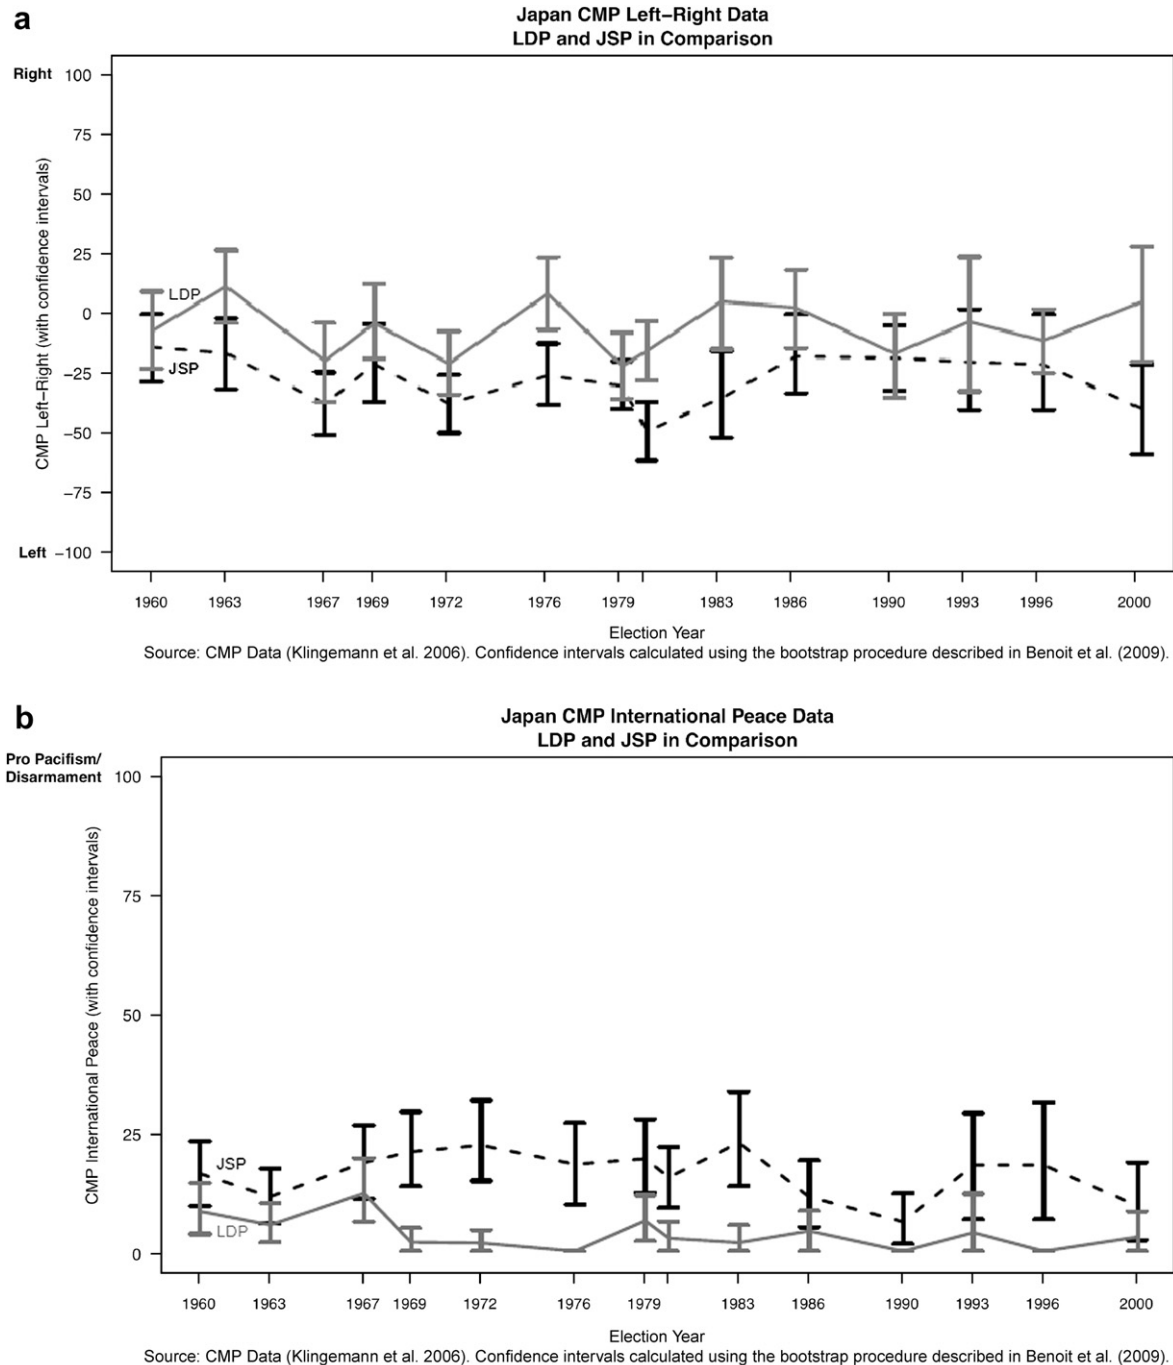 a
Japan CMP Left–Right Data
LDP and JSP in Comparison
Right
100
75
50
25
0
−25
−50
−75
−100
Left
CMP Left–Right (with confidence intervals)
LDP
JSP
1960 1963 1967 1969 1972 1976 1979 1983 1986 1990 1993 1996 2000
Election Year
Source: CMP Data (Klingemann et al. 2006). Confidence intervals calculated using the bootstrap procedure described in Benoit et al. (2009).
b
Japan CMP International Peace Data
LDP and JSP in Comparison
Pro Pacifism/
Disarmament
100
75
50
25
0
CMP International Peace (with confidence intervals)
JSP
LDP
1960 1963 1967 1969 1972 1976 1979 1983 1986 1990 1993 1996 2000
Election Year
Source: CMP Data (Klingemann et al. 2006). Confidence intervals calculated using the bootstrap procedure described in Benoit et al. (2009).